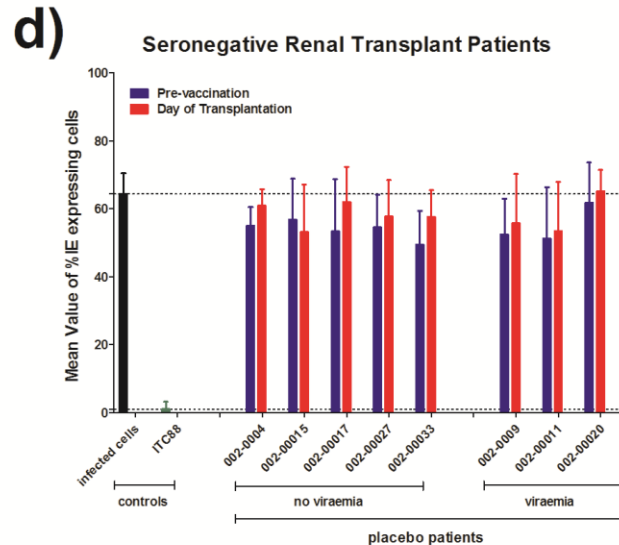 d)
Seronegative Renal Transplant Patients
Pre-vaccination
Day of Transplantation
Mean Value of %IE expressing cells
100
80
60
40
20
0
infected cells
ITC88
002-0004
002-00015
002-00017
002-00027
002-00033
002-0009
002-00011
002-00020
controls
no viraemia
viraemia
placebo patients